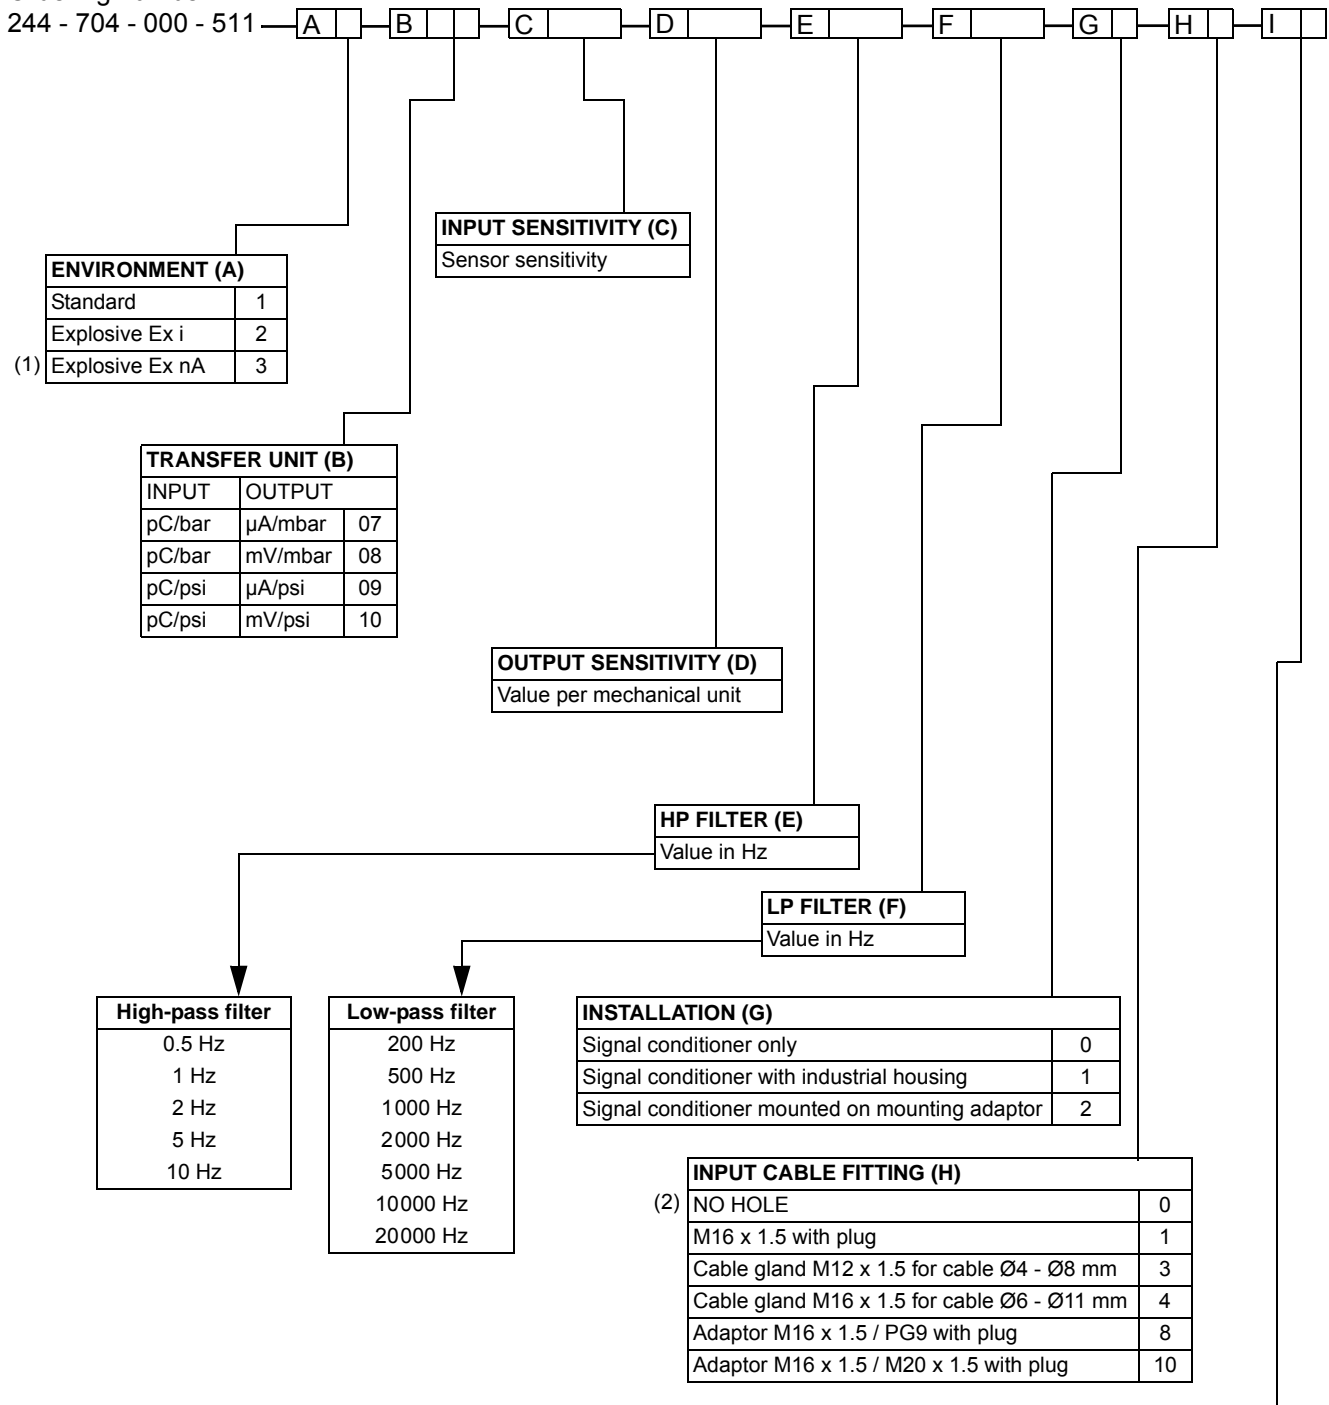 244 - 704 - 000 - 511 A B C D E F G H I
INPUT SENSITIVITY (C)
Sensor sensitivity
ENVIRONMENT (A)
Standard 1
Explosive Ex i 2
(1) Explosive Ex nA 3
TRANSFER UNIT (B)
INPUT OUTPUT
pC/bar µA/mbar 07
pC/bar mV/mbar 08
pC/psi µA/psi 09
pC/psi mV/psi 10
OUTPUT SENSITIVITY (D)
Value per mechanical unit
HP FILTER (E)
Value in Hz
LP FILTER (F)
Value in Hz
High-pass filter
0.5 Hz
1 Hz
2 Hz
5 Hz
10 Hz
Low-pass filter
200 Hz
500 Hz
1000 Hz
2000 Hz
5000 Hz
10000 Hz
20000 Hz
INSTALLATION (G)
Signal conditioner only 0
Signal conditioner with industrial housing 1
Signal conditioner mounted on mounting adaptor 2
INPUT CABLE FITTING (H)
(2) NO HOLE 0
M16 x 1.5 with plug 1
Cable gland M12 x 1.5 for cable Ø4 - Ø8 mm 3
Cable gland M16 x 1.5 for cable Ø6 - Ø11 mm 4
Adaptor M16 x 1.5 / PG9 with plug 8
Adaptor M16 x 1.5 / M20 x 1.5 with plug 10